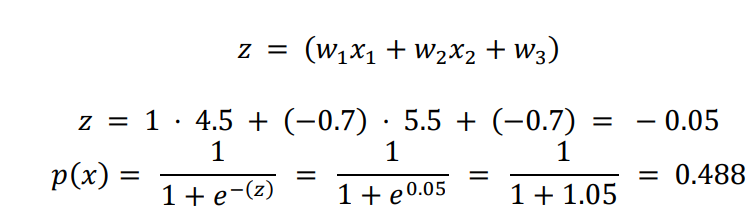 z = (w₁x₁ + w₂x₂ + w₃)
z = 1 · 4.5 + (−0.7) · 5.5 + (−0.7) = − 0.05
p(x) = 1 / (1 + e^−(z)) = 1 / (1 + e^0.05) = 1 / (1 + 1.05) = 0.488